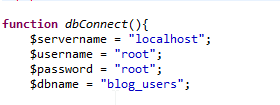 function dbConnect(){
$servername = "localhost";
$username = "root";
$password = "root";
$dbname = "blog_users";